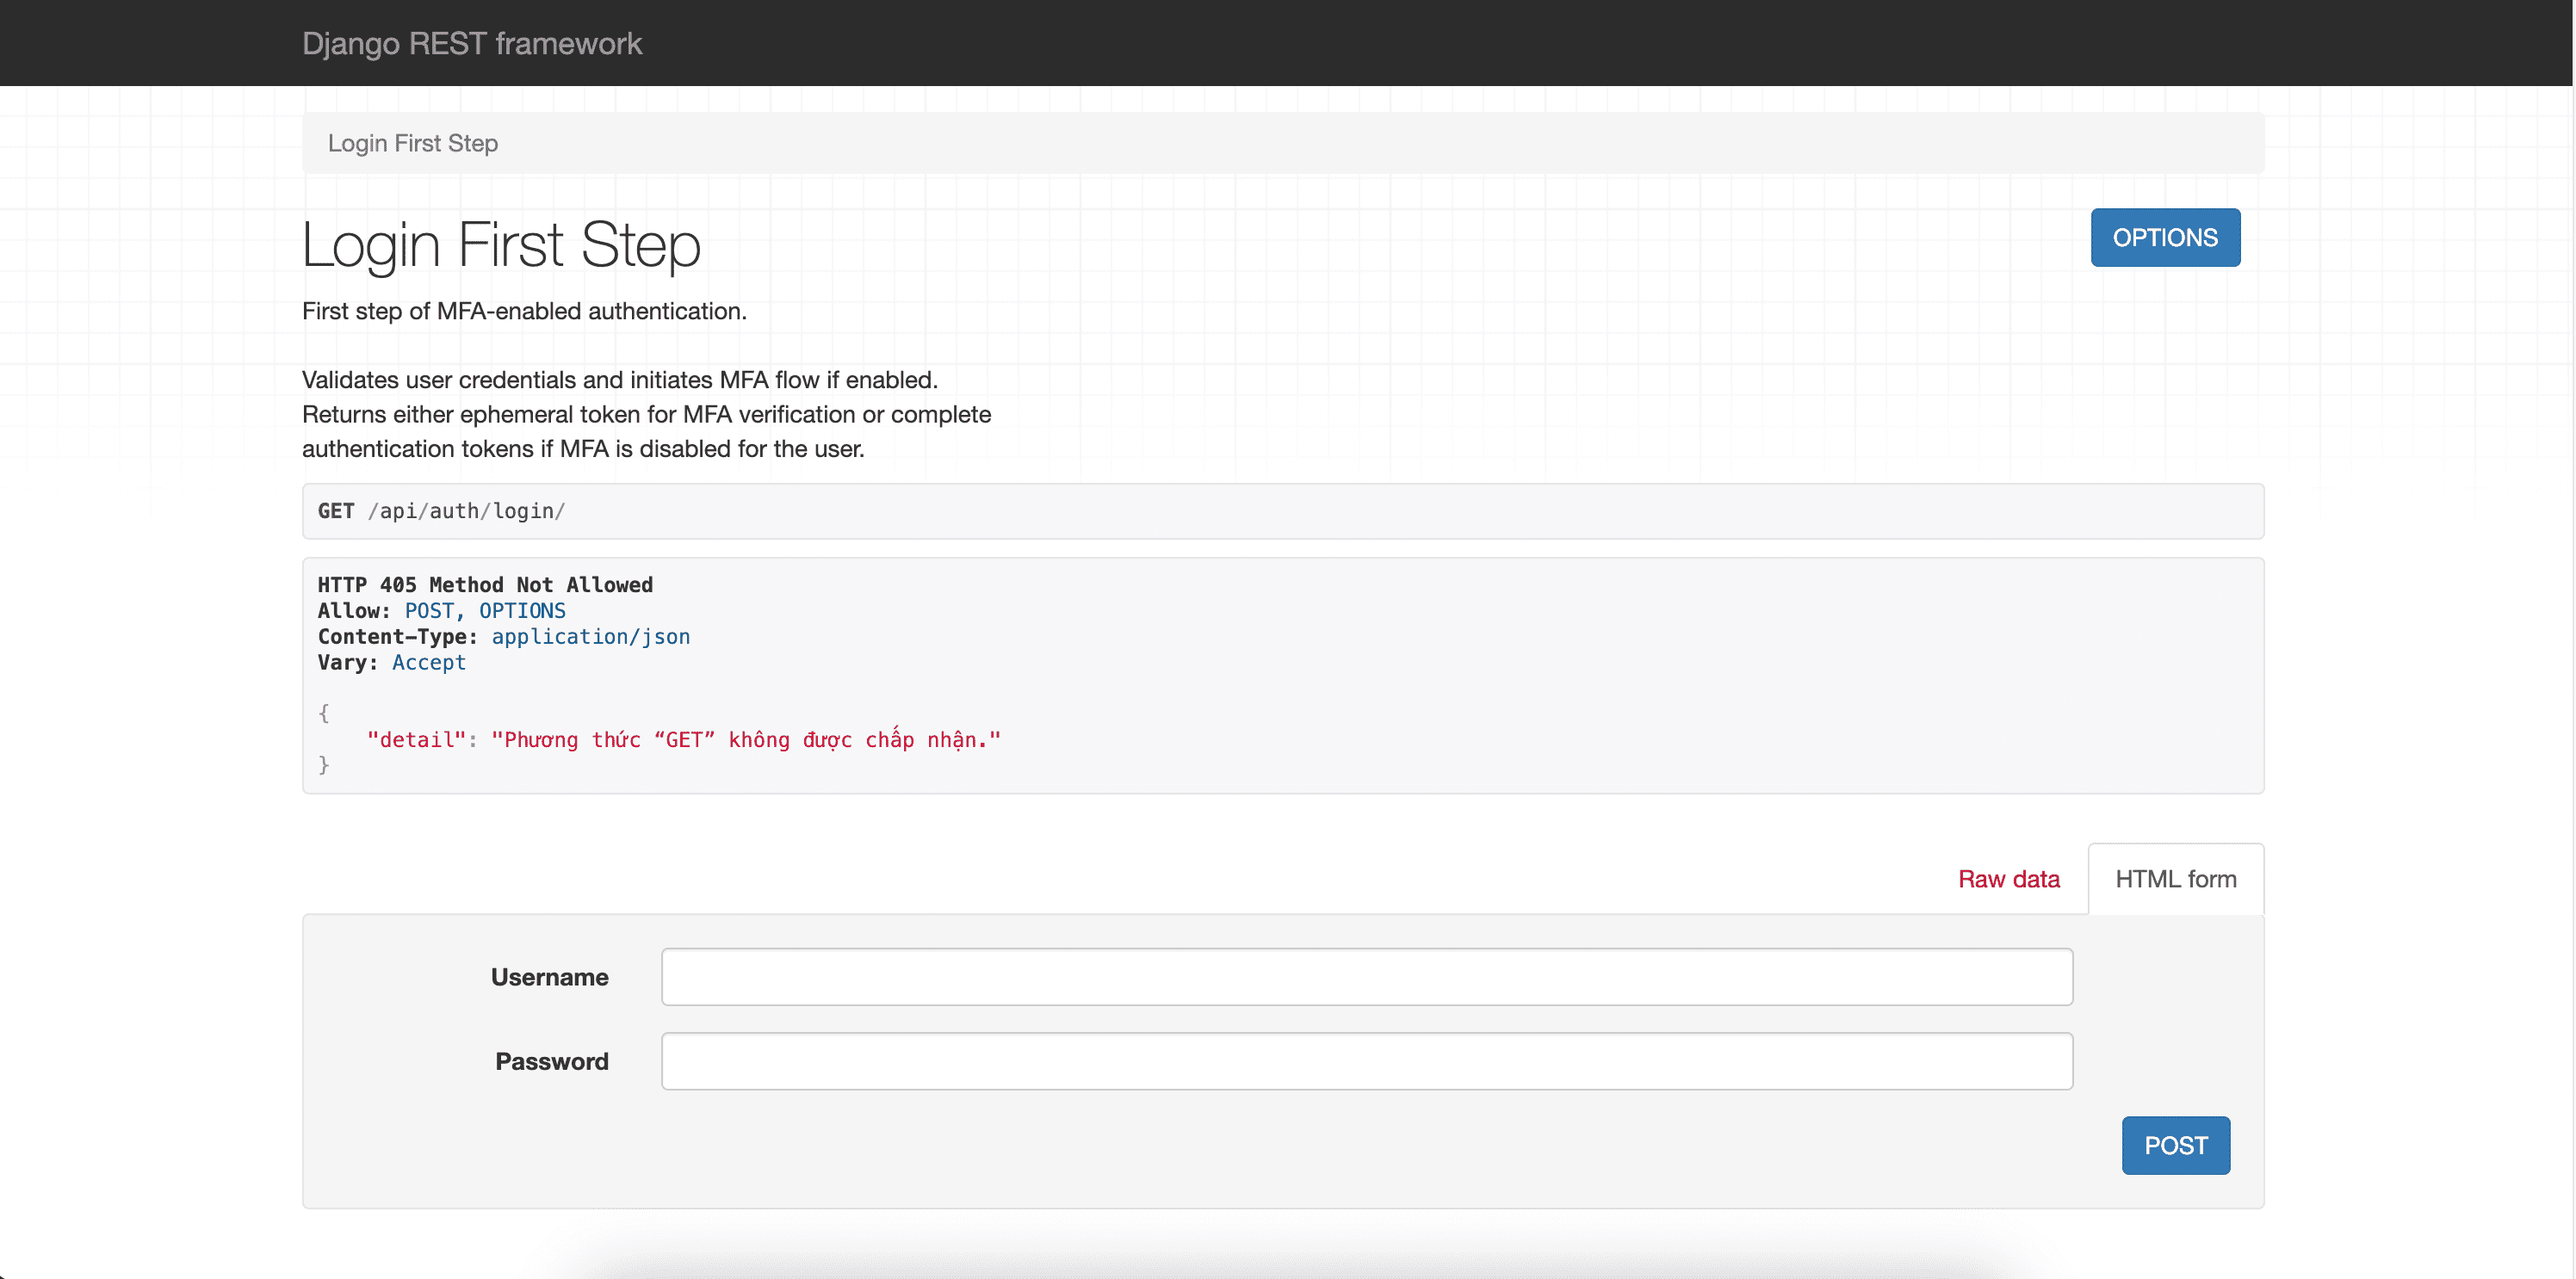 Django REST framework
Login First Step
Login First Step
OPTIONS
First step of MFA-enabled authentication.
Validates user credentials and initiates MFA flow if enabled.
Returns either ephemeral token for MFA verification or complete
authentication tokens if MFA is disabled for the user.
GET /api/auth/login/
HTTP 405 Method Not Allowed
Allow: POST, OPTIONS
Content-Type: application/json
Vary: Accept
{
    "detail": "Phương thức “GET” không được chấp nhận."
}
Raw data
HTML form
Username
Password
POST